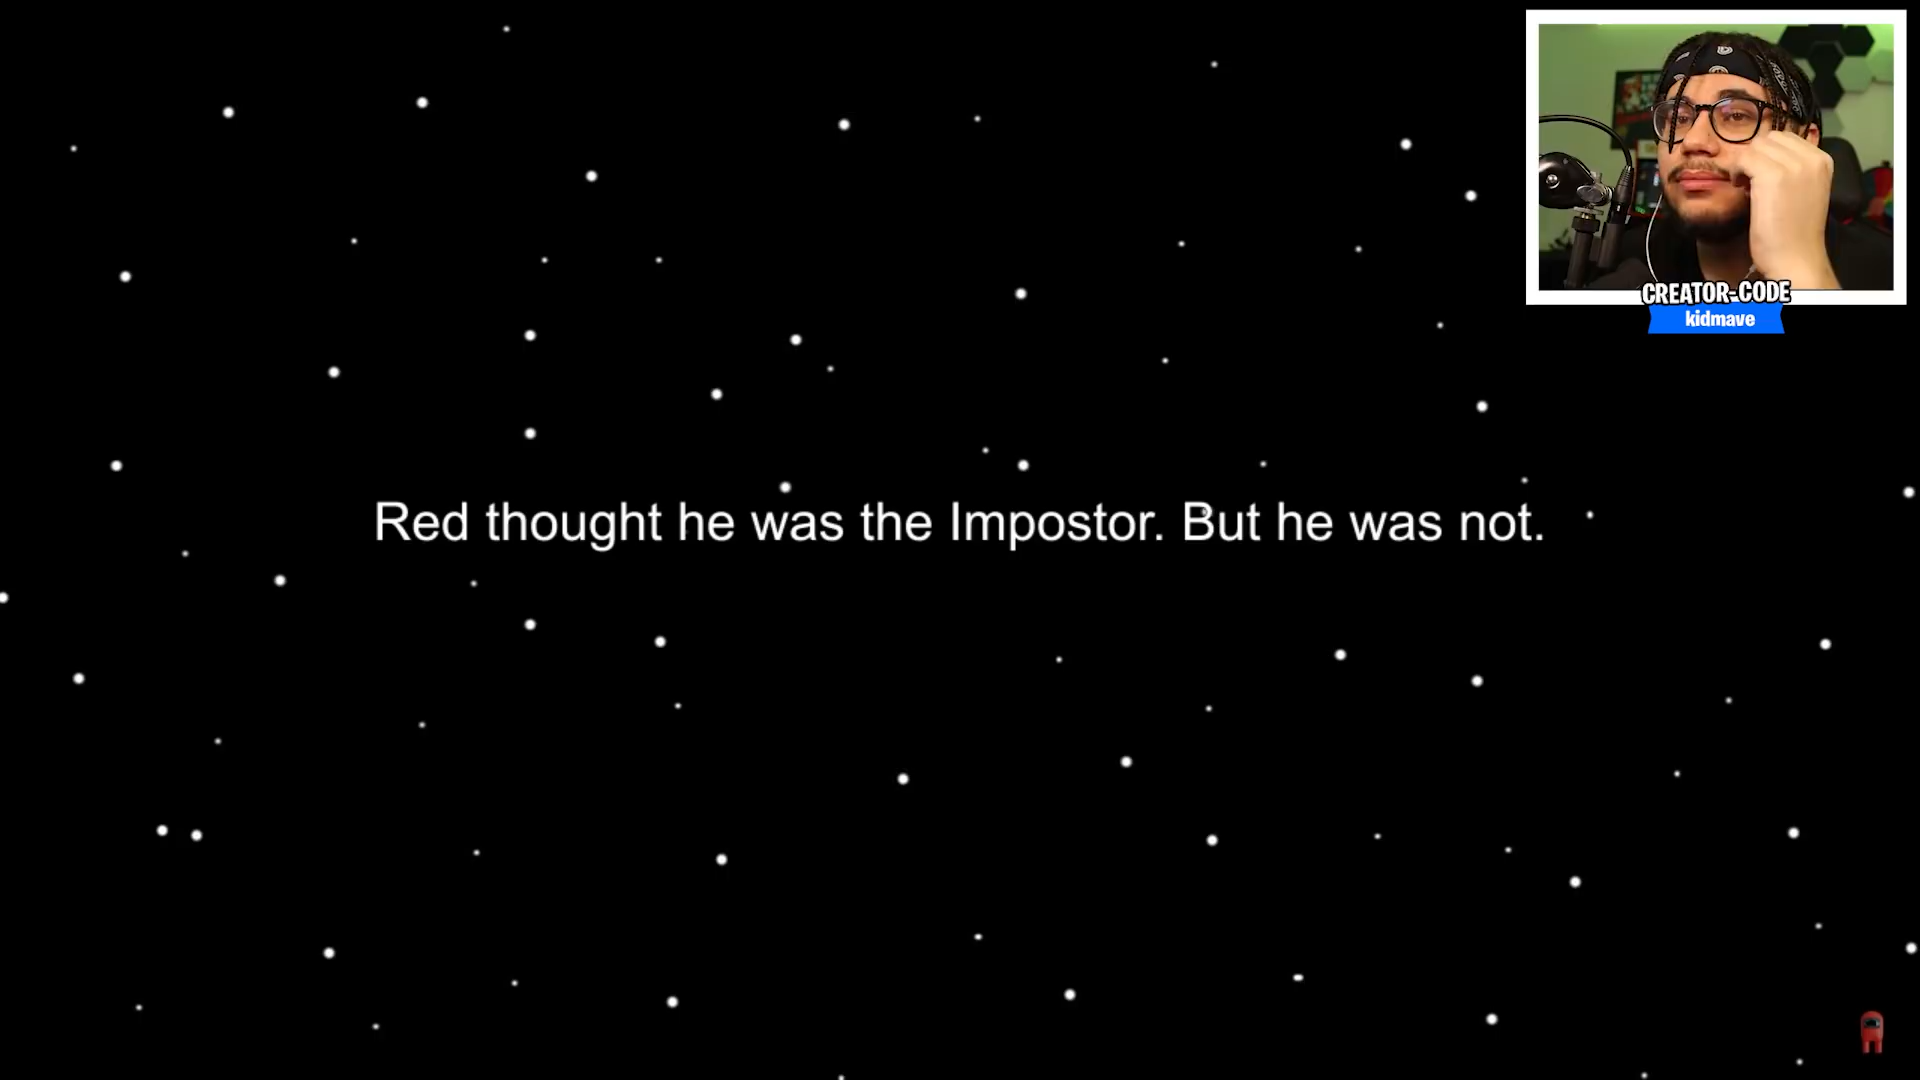 CREATOR-CODE
kidmave
Red thought he was the Impostor. But he was not.